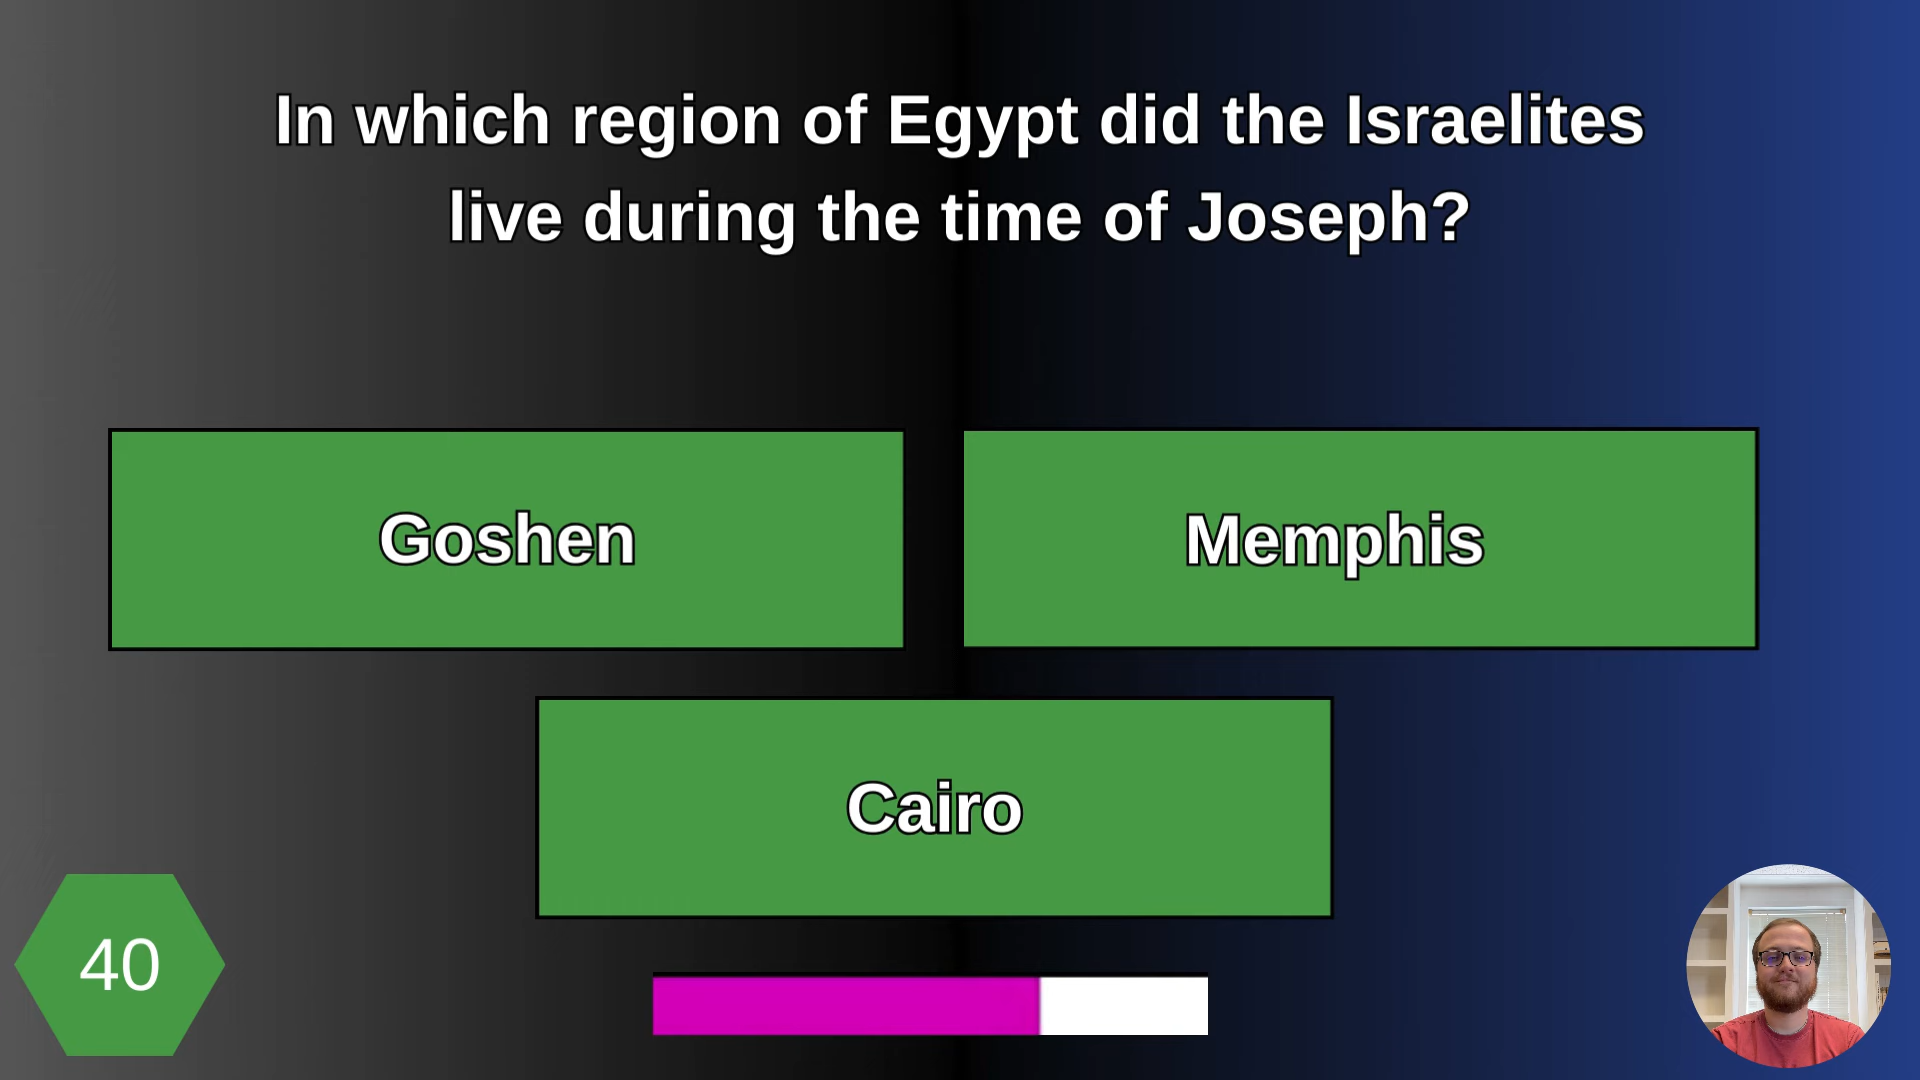 In which region of Egypt did the Israelites
live during the time of Joseph?
Goshen
Memphis
Cairo
40